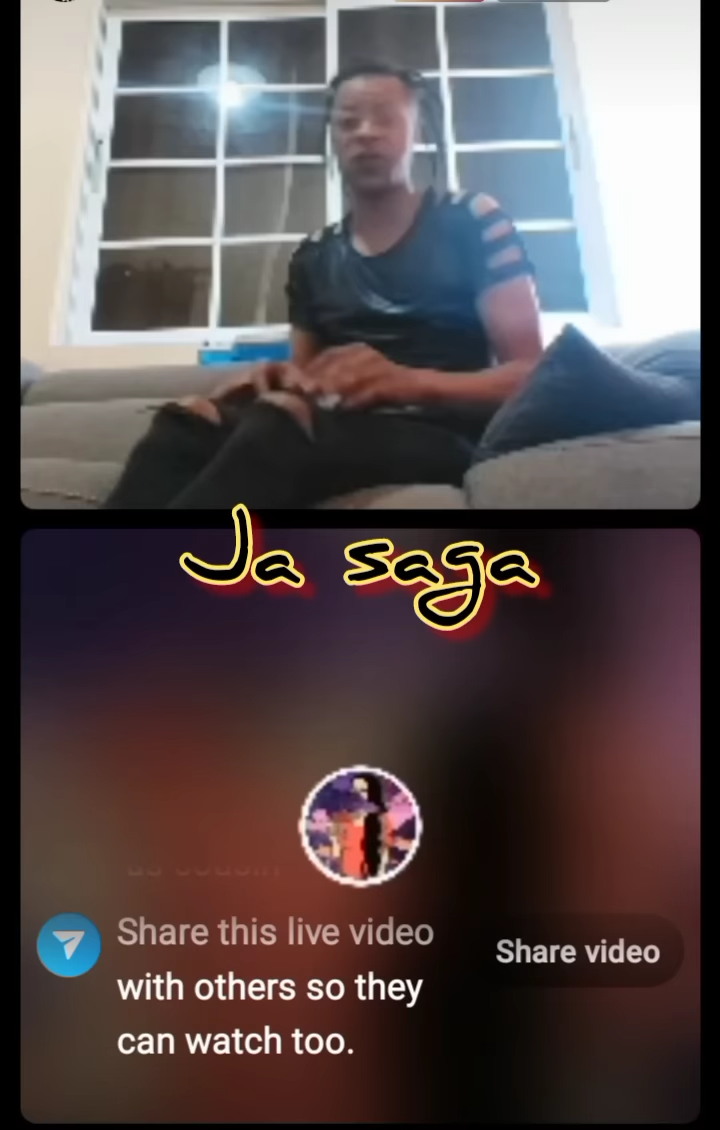 Ja saga
Share this live video
with others so they
can watch too.
Share video